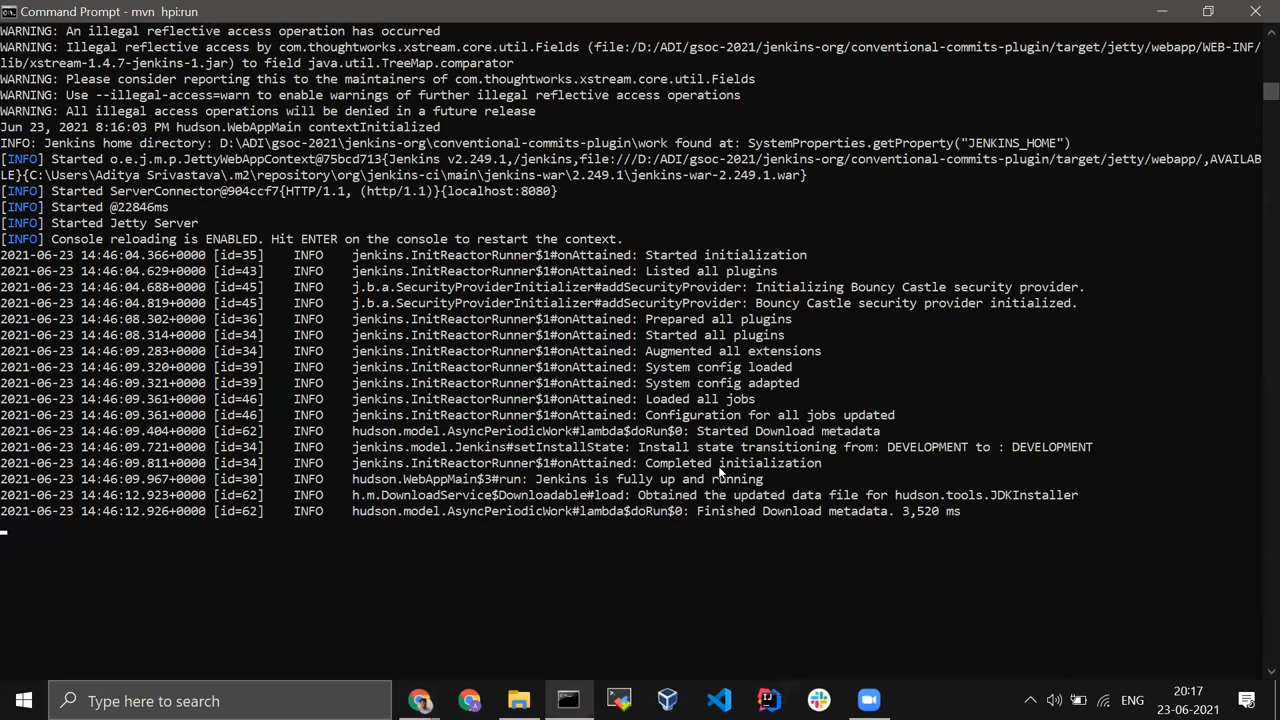 Command Prompt - mvn  hpi:run
WARNING: An illegal reflective access operation has occurred
WARNING: Illegal reflective access by com.thoughtworks.xstream.core.util.Fields (file:/D:/ADI/gsoc-2021/jenkins-org/conventional-commits-plugin/target/jetty/webapp/WEB-INF/
lib/xstream-1.4.7-jenkins-1.jar) to field java.util.TreeMap.comparator
WARNING: Please consider reporting this to the maintainers of com.thoughtworks.xstream.core.util.Fields
WARNING: Use --illegal-access=warn to enable warnings of further illegal reflective access operations
WARNING: All illegal access operations will be denied in a future release
Jun 23, 2021 8:16:03 PM hudson.WebAppMain contextInitialized
INFO: Jenkins home directory: D:\ADI\gsoc-2021\jenkins-org\conventional-commits-plugin\work found at: SystemProperties.getProperty("JENKINS_HOME")
[INFO] Started o.e.j.m.p.JettyWebAppContext@75bcd713{Jenkins v2.249.1,/jenkins,file:///D:/ADI/gsoc-2021/jenkins-org/conventional-commits-plugin/target/jetty/webapp/,AVAILAB
LE}{C:\Users\Aditya Srivastava\.m2\repository\org\jenkins-ci\main\jenkins-war\2.249.1\jenkins-war-2.249.1.war}
[INFO] Started ServerConnector@904ccf7{HTTP/1.1, (http/1.1)}{localhost:8080}
[INFO] Started @22846ms
[INFO] Started Jetty Server
[INFO] Console reloading is ENABLED. Hit ENTER on the console to restart the context.
2021-06-23 14:46:04.366+0000 [id=35]    INFO    jenkins.InitReactorRunner$1#onAttained: Started initialization
2021-06-23 14:46:04.629+0000 [id=43]    INFO    jenkins.InitReactorRunner$1#onAttained: Listed all plugins
2021-06-23 14:46:04.688+0000 [id=45]    INFO    j.b.a.SecurityProviderInitializer#addSecurityProvider: Initializing Bouncy Castle security provider.
2021-06-23 14:46:04.819+0000 [id=45]    INFO    j.b.a.SecurityProviderInitializer#addSecurityProvider: Bouncy Castle security provider initialized.
2021-06-23 14:46:08.302+0000 [id=36]    INFO    jenkins.InitReactorRunner$1#onAttained: Prepared all plugins
2021-06-23 14:46:08.314+0000 [id=34]    INFO    jenkins.InitReactorRunner$1#onAttained: Started all plugins
2021-06-23 14:46:09.283+0000 [id=34]    INFO    jenkins.InitReactorRunner$1#onAttained: Augmented all extensions
2021-06-23 14:46:09.320+0000 [id=39]    INFO    jenkins.InitReactorRunner$1#onAttained: System config loaded
2021-06-23 14:46:09.321+0000 [id=39]    INFO    jenkins.InitReactorRunner$1#onAttained: System config adapted
2021-06-23 14:46:09.361+0000 [id=46]    INFO    jenkins.InitReactorRunner$1#onAttained: Loaded all jobs
2021-06-23 14:46:09.361+0000 [id=46]    INFO    jenkins.InitReactorRunner$1#onAttained: Configuration for all jobs updated
2021-06-23 14:46:09.404+0000 [id=62]    INFO    hudson.model.AsyncPeriodicWork#lambda$doRun$0: Started Download metadata
2021-06-23 14:46:09.721+0000 [id=34]    INFO    jenkins.model.Jenkins#setInstallState: Install state transitioning from: DEVELOPMENT to : DEVELOPMENT
2021-06-23 14:46:09.811+0000 [id=34]    INFO    jenkins.InitReactorRunner$1#onAttained: Completed initialization
2021-06-23 14:46:09.967+0000 [id=30]    INFO    hudson.WebAppMain$3#run: Jenkins is fully up and running
2021-06-23 14:46:12.923+0000 [id=62]    INFO    h.m.DownloadService$Downloadable#load: Obtained the updated data file for hudson.tools.JDKInstaller
2021-06-23 14:46:12.926+0000 [id=62]    INFO    hudson.model.AsyncPeriodicWork#lambda$doRun$0: Finished Download metadata. 3,520 ms
Type here to search
ENG
20:17
23-06-2021